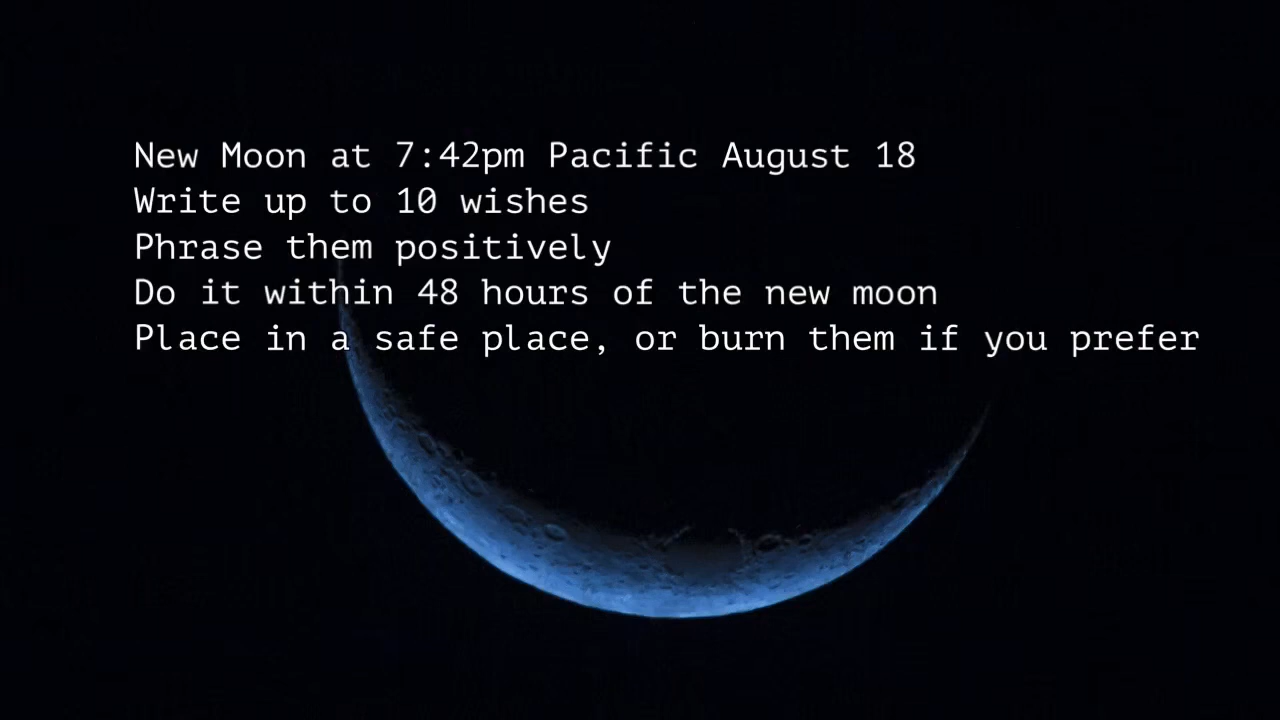 New Moon at 7:42pm Pacific August 18
Write up to 10 wishes
Phrase them positively
Do it within 48 hours of the new moon
Place in a safe place, or burn them if you prefer